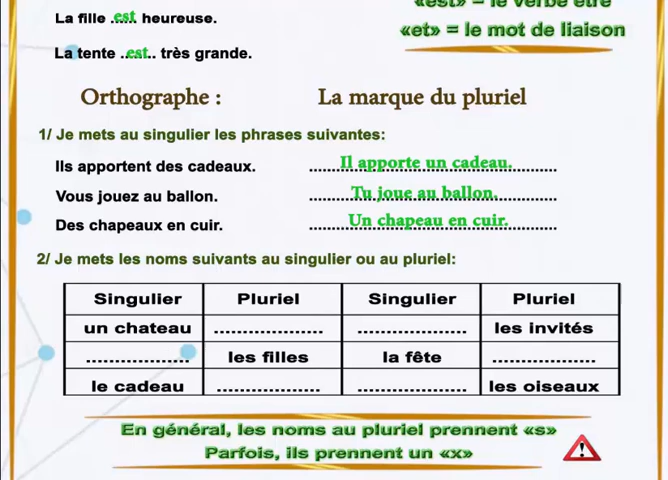 «est» = le verbe être
La fille .est. heureuse.
«et» = le mot de liaison
La tente ..est.. très grande.
Orthographe : La marque du pluriel
1/ Je mets au singulier les phrases suivantes:
Ils apportent des cadeaux. Il apporte un cadeau.
Vous jouez au ballon. Tu joue au ballon.
Des chapeaux en cuir. Un chapeau en cuir.
2/ Je mets les noms suivants au singulier ou au pluriel:
Singulier Pluriel Singulier Pluriel
un chateau ...................... ...................... les invités
..................... les filles la fête .....................
le cadeau ..................... ...................... les oiseaux
En général, les noms au pluriel prennent «s»
Parfois, ils prennent un «x»